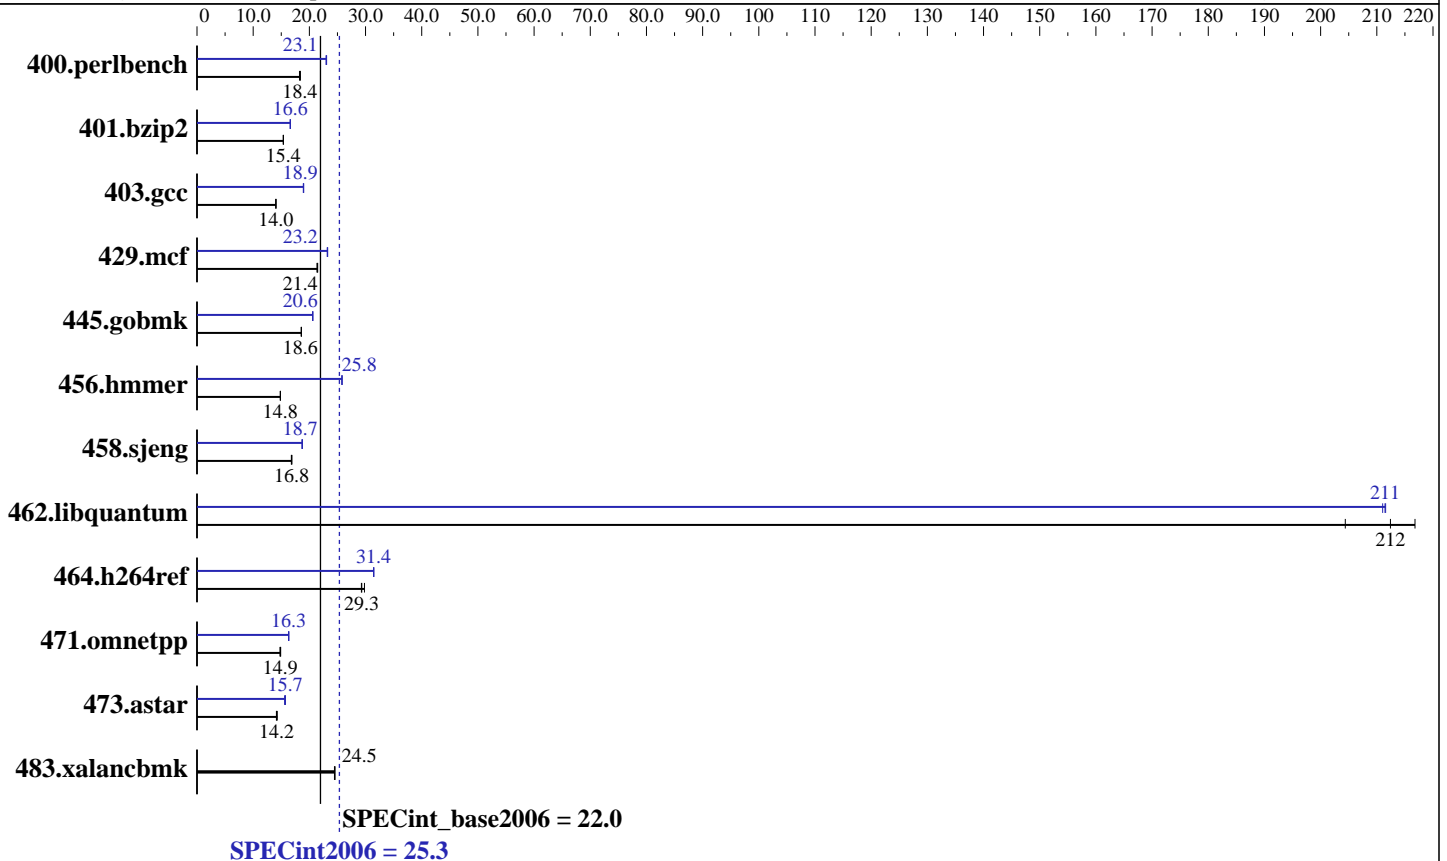 0 10.0 20.0 30.0 40.0 50.0 60.0 70.0 80.0 90.0 100 110 120 130 140 150 160 170 180 190 200 210 220
23.1
400.perlbench
18.4
16.6
401.bzip2
15.4
18.9
403.gcc
14.0
23.2
429.mcf
21.4
20.6
445.gobmk
18.6
25.8
456.hmmer
14.8
18.7
458.sjeng
16.8
211
462.libquantum
212
31.4
464.h264ref
29.3
16.3
471.omnetpp
14.9
15.7
473.astar
14.2
24.5
483.xalancbmk
SPECint_base2006 = 22.0
SPECint2006 = 25.3